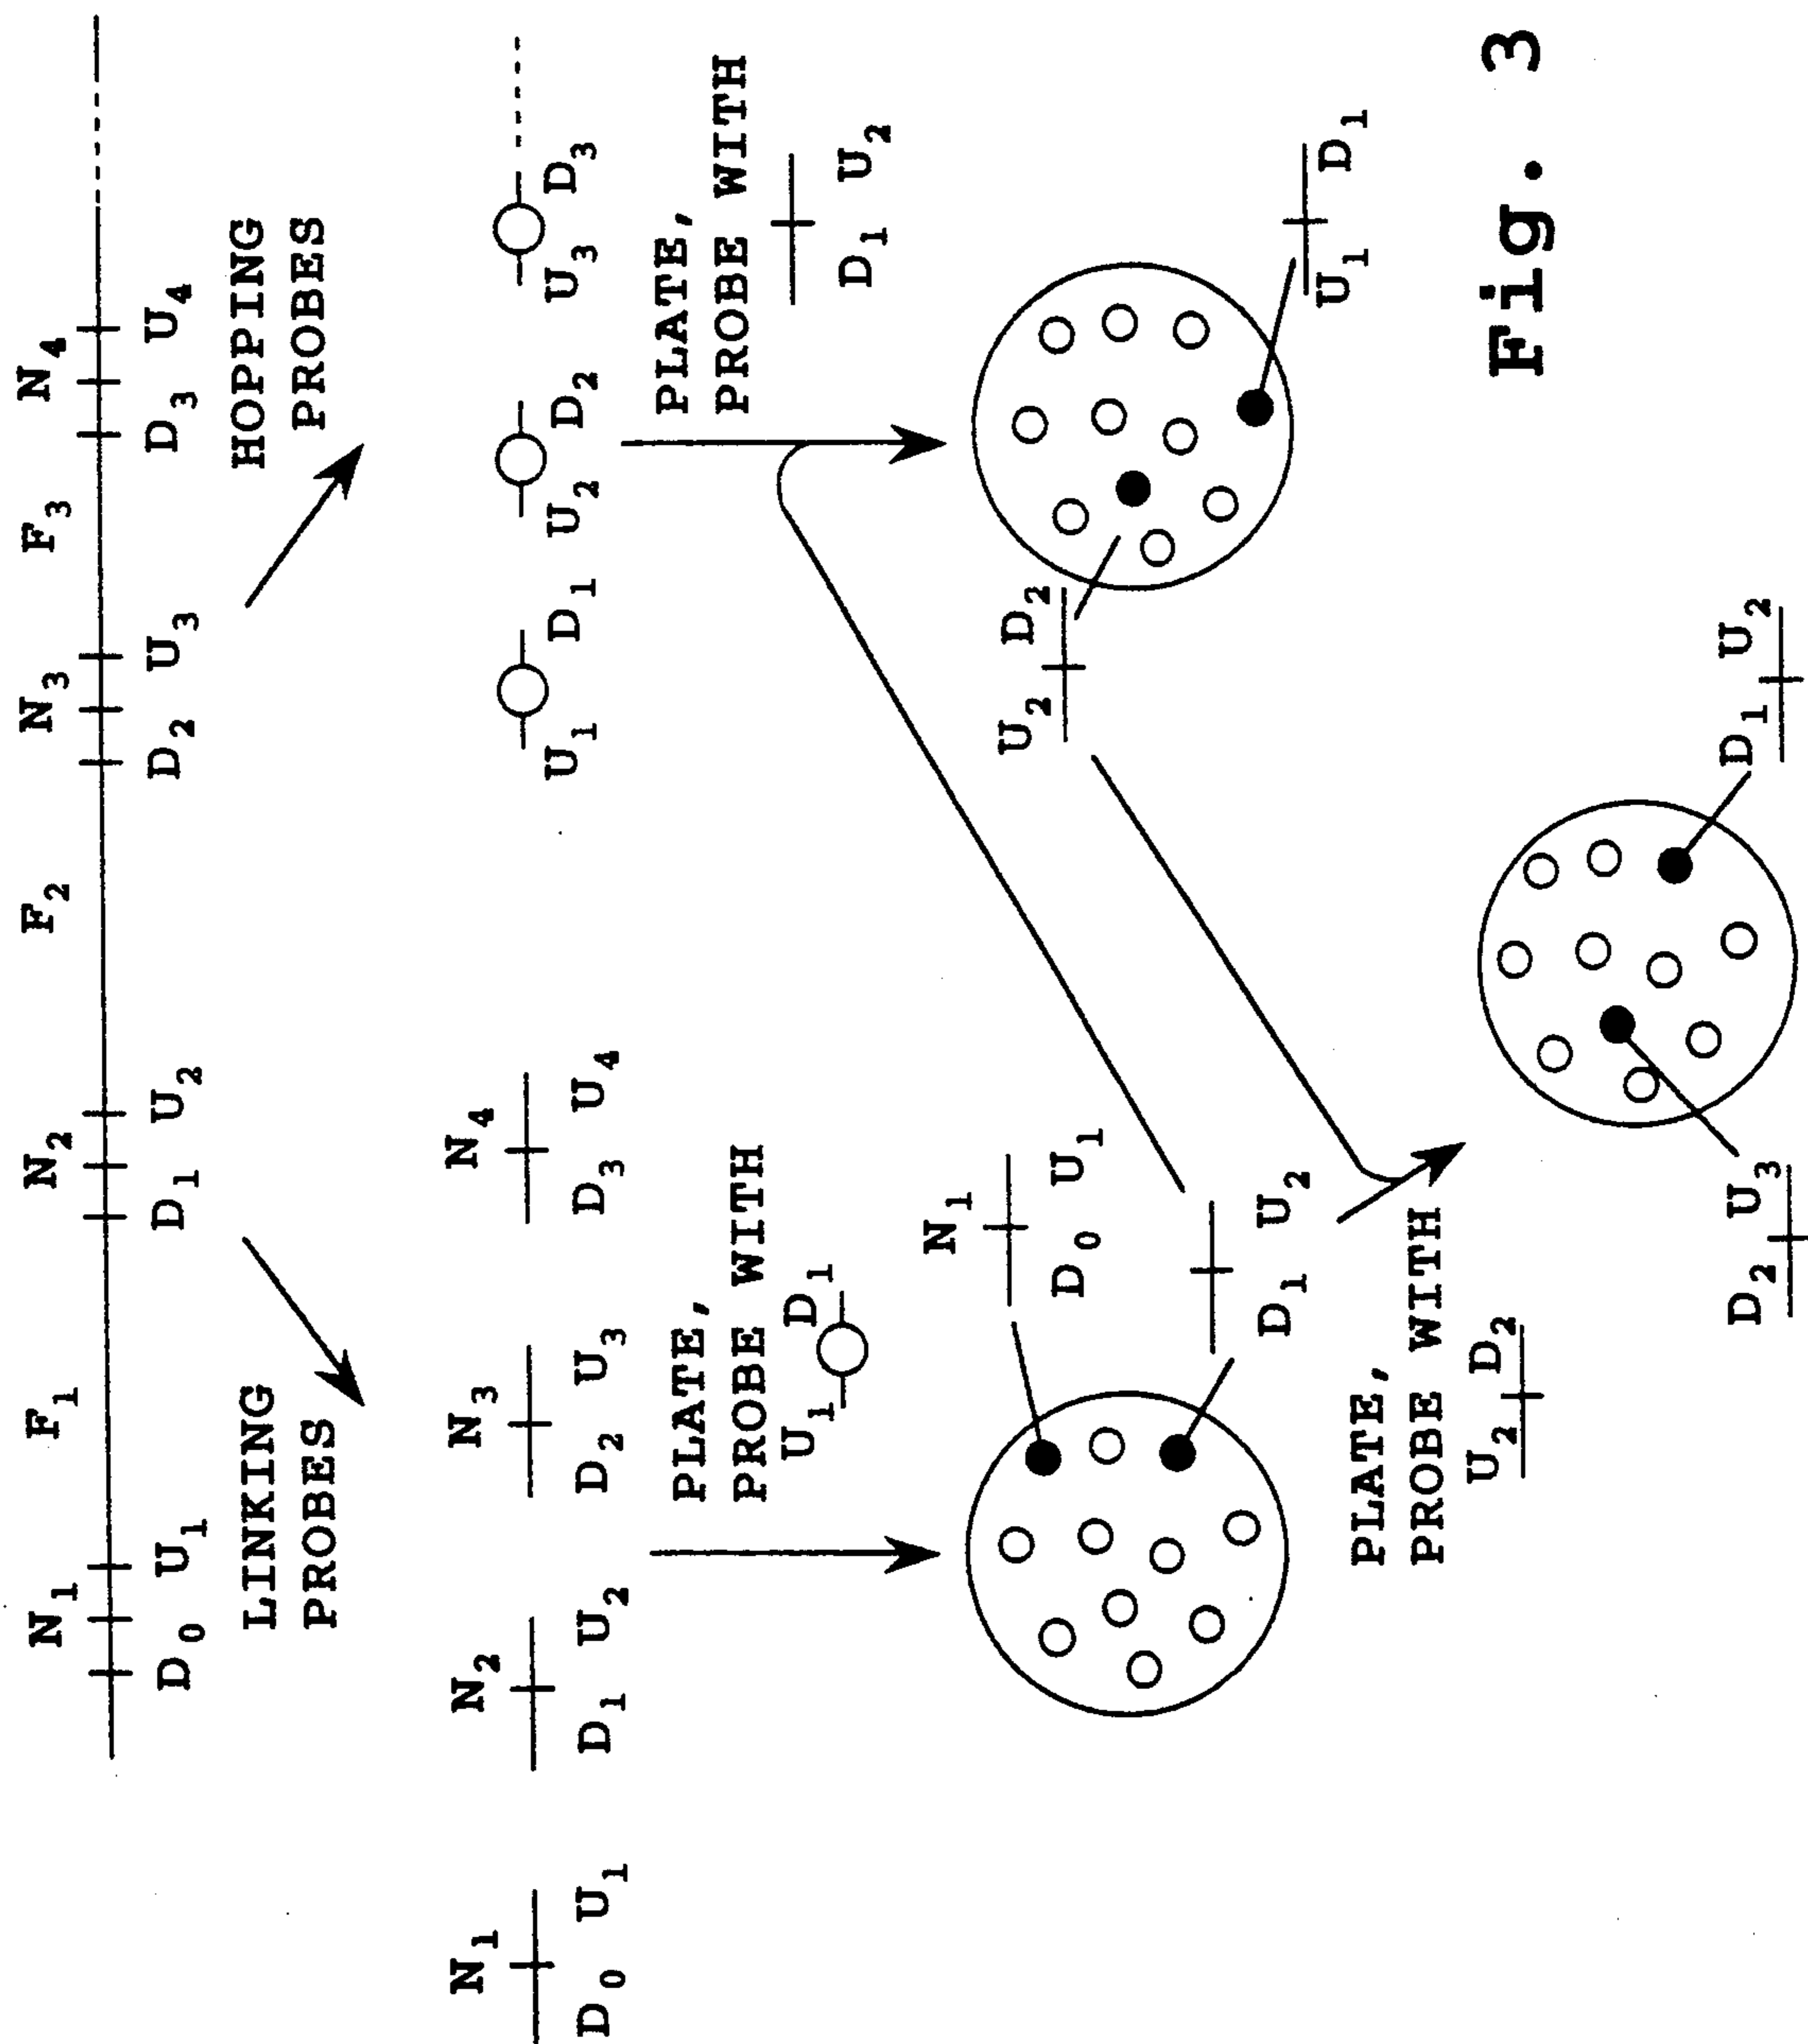 N1 F1 N2 F2 N3 F3 N4
D0 U1 D1 U2 D2 U3 D3 U4
LINKING
PROBES
HOPPING
PROBES
N1 N2 N3 N4
D0 U1 D1 U2 D2 U3 D3 U4
U1 D1 U2 D2 U3 D3
PLATE,
PROBE WITH
U1 D1
PLATE,
PROBE WITH
D1 U2
N1
D0 U1
D1 U2
U2 D2
U1 D1
PLATE,
PROBE WITH
U2 D2
D2 U3
D1 U2
Fig. 3